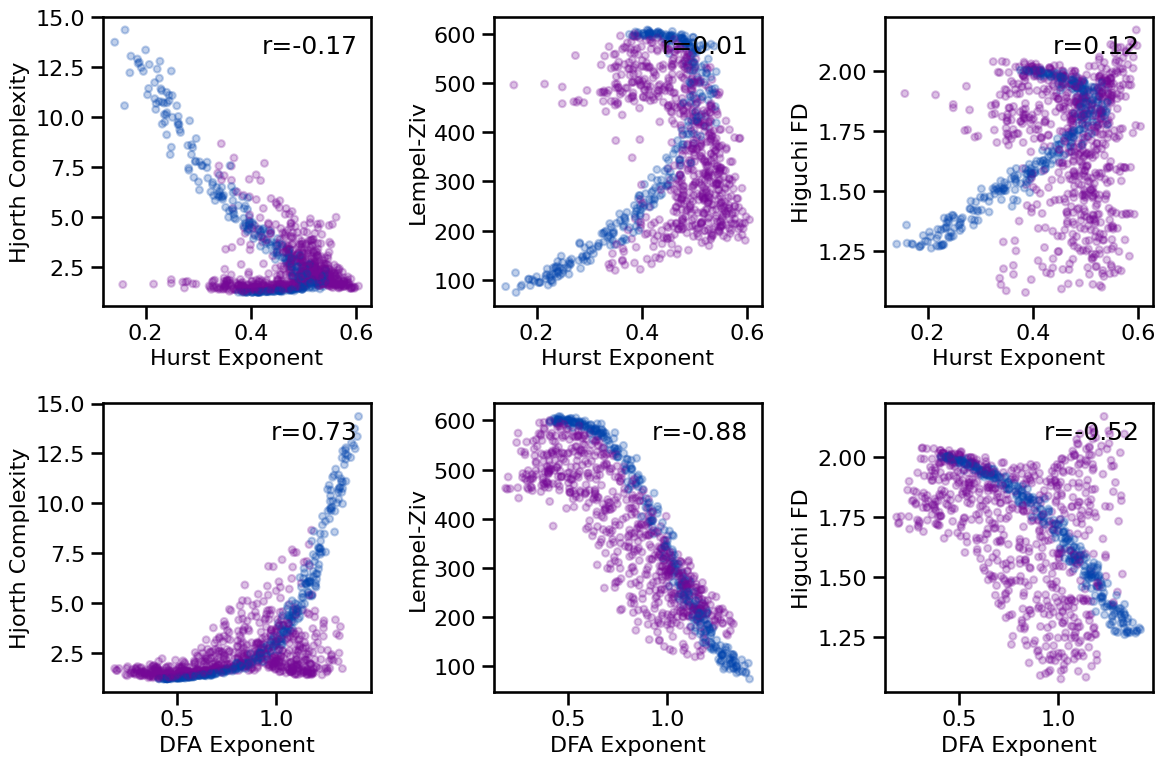 15.0
12.5
10.0
7.5
5.0
2.5
Hjorth Complexity
r=-0.17
0.2 0.4 0.6
Hurst Exponent
600
500
400
300
200
100
Lempel-Ziv
r=0.01
0.2 0.4 0.6
Hurst Exponent
2.00
1.75
1.50
1.25
Higuchi FD
r=0.12
0.2 0.4 0.6
Hurst Exponent
15.0
12.5
10.0
7.5
5.0
2.5
Hjorth Complexity
r=0.73
0.5 1.0
DFA Exponent
600
500
400
300
200
100
Lempel-Ziv
r=-0.88
0.5 1.0
DFA Exponent
2.00
1.75
1.50
1.25
Higuchi FD
r=-0.52
0.5 1.0
DFA Exponent